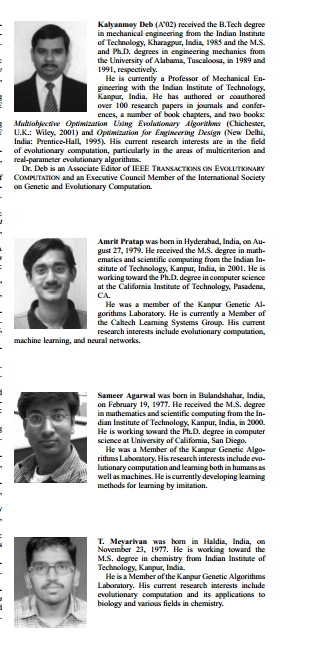 Kalyanmoy Deb (A'02) received the B.Tech degree
in mechanical engineering from the Indian Institute
of Technology, Kharagpur, India, 1985 and the M.S.
and Ph.D. degrees in engineering mechanics from
the University of Alabama, Tuscaloosa, in 1989 and
1991, respectively.
He is currently a Professor of Mechanical En-
gineering with the Indian Institute of Technology,
Kanpur, India. He has authored or coauthored
over 100 research papers in journals and confer-
ences, a number of book chapters, and two books:
Multiobjective Optimization Using Evolutionary Algorithms (Chichester,
U.K.: Wiley, 2001) and Optimization for Engineering Design (New Delhi,
India: Prentice-Hall, 1995). His current research interests are in the field
of evolutionary computation, particularly in the areas of multicriterion and
real-parameter evolutionary algorithms.
Dr. Deb is an Associate Editor of IEEE TRANSACTIONS ON EVOLUTIONARY
COMPUTATION and an Executive Council Member of the International Society
on Genetic and Evolutionary Computation.
Amrit Pratap was born in Hyderabad, India, on Au-
gust 27, 1979. He received the M.S. degree in math-
ematics and scientific computing from the Indian In-
stitute of Technology, Kanpur, India, in 2001. He is
working toward the Ph.D. degree in computer science
at the California Institute of Technology, Pasadena,
CA.
He was a member of the Kanpur Genetic Al-
gorithms Laboratory. He is currently a Member of
the Caltech Learning Systems Group. His current
research interests include evolutionary computation,
machine learning, and neural networks.
Sameer Agarwal was born in Bulandshahar, India,
on February 19, 1977. He received the M.S. degree
in mathematics and scientific computing from the In-
dian Institute of Technology, Kanpur, India, in 2000.
He is working toward the Ph.D. degree in computer
science at University of California, San Diego.
He was a Member of the Kanpur Genetic Algo-
rithms Laboratory. His research interests include evo-
lutionary computation and learning both in humans as
well as machines. He is currently developing learning
methods for learning by imitation.
T. Meyarivan was born in Haldia, India, on
November 23, 1977. He is working toward the
M.S. degree in chemistry from Indian Institute of
Technology, Kanpur, India.
He is a Member of the Kanpur Genetic Algorithms
Laboratory. His current research interests include
evolutionary computation and its applications to
biology and various fields in chemistry.